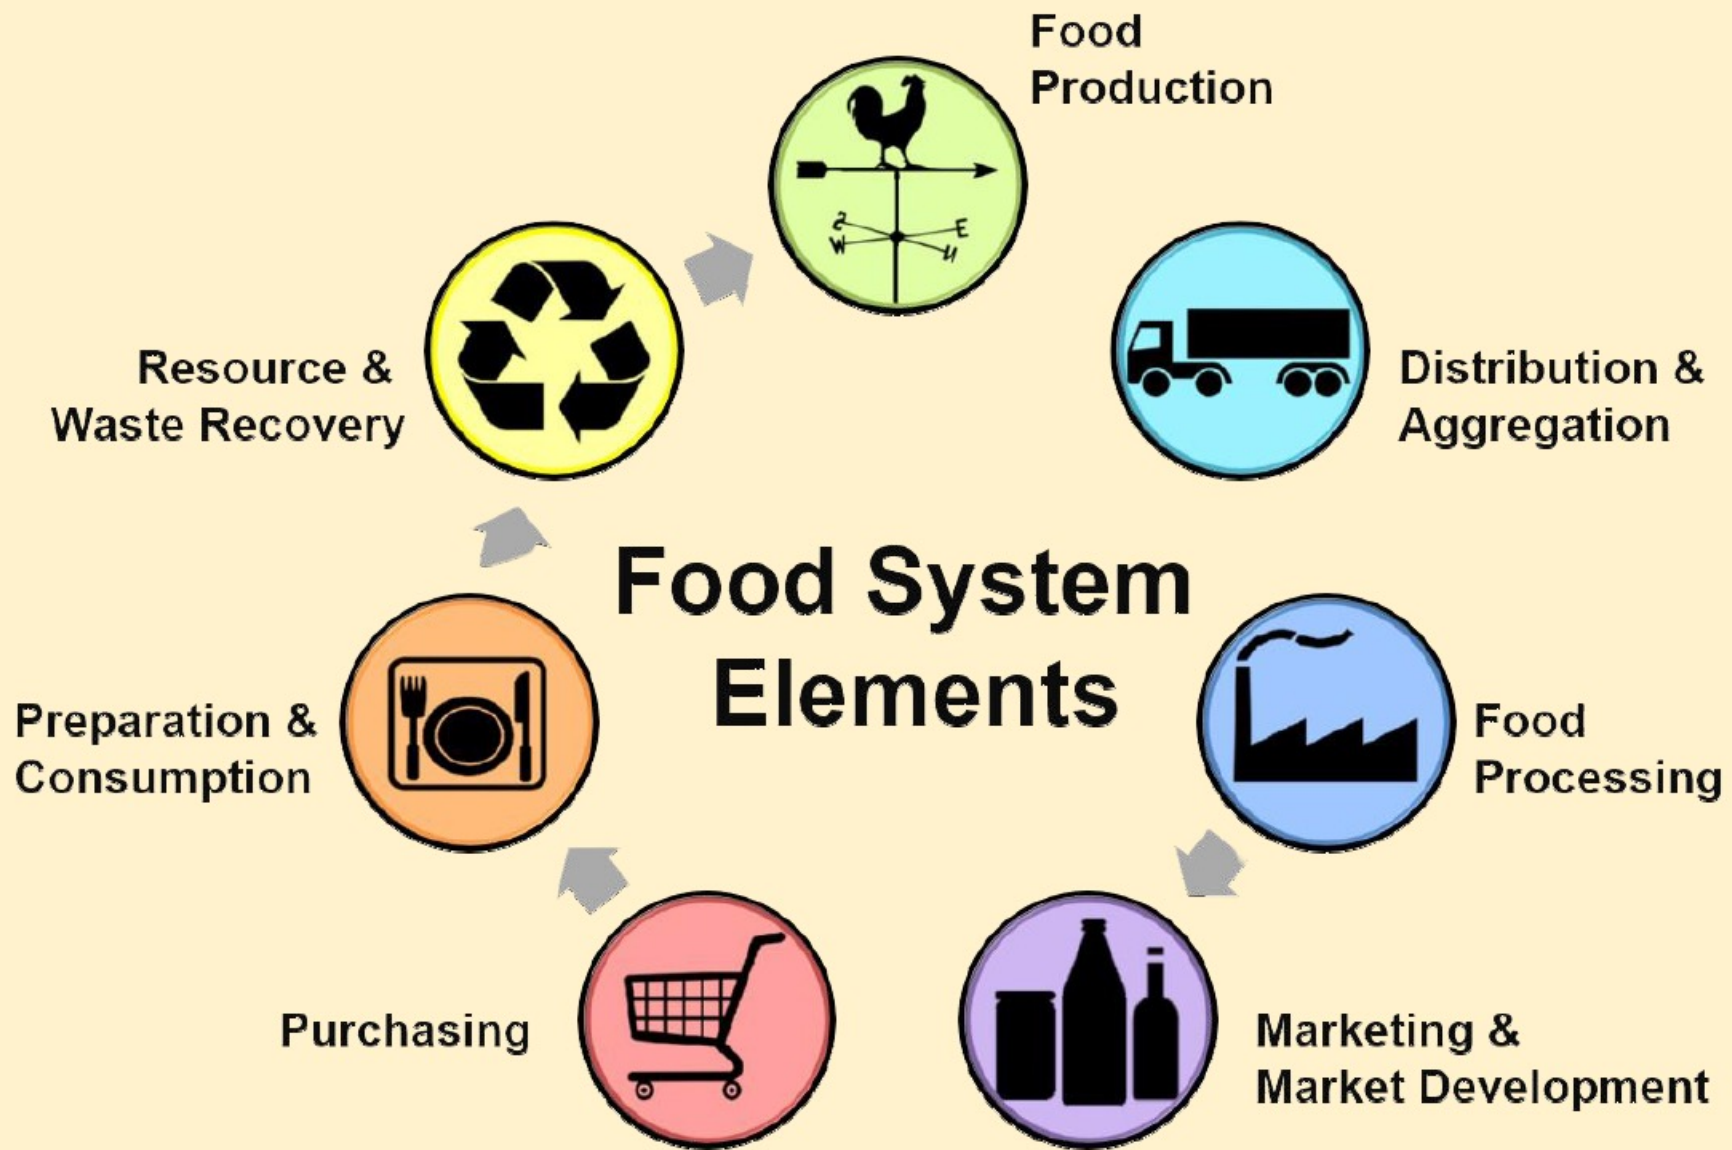 Food
Production
Distribution &
Aggregation
Food
Processing
Marketing &
Market Development
Purchasing
Preparation &
Consumption
Resource &
Waste Recovery
Food System
Elements
S
W
E
N